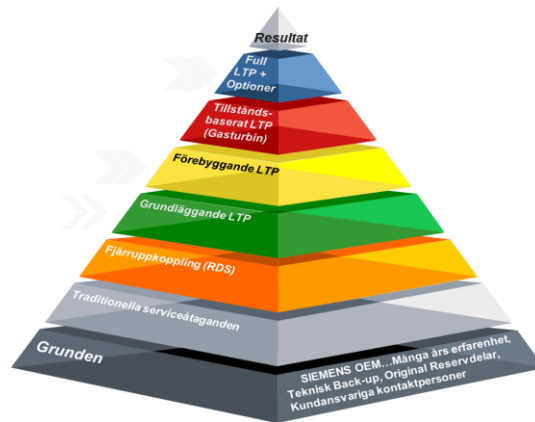 Resultat
Full
LTP +
Optioner
Tillstånds-
baserat LTP
(Gasturbin)
Förebyggande LTP
Grundläggande LTP
Fjärruppkoppling (RDS)
Traditionella serviceåtaganden
Grunden
SIEMENS OEM...Många års erfarenhet,
Teknisk Back-up, Original Reservdelar,
Kundansvariga kontaktpersoner